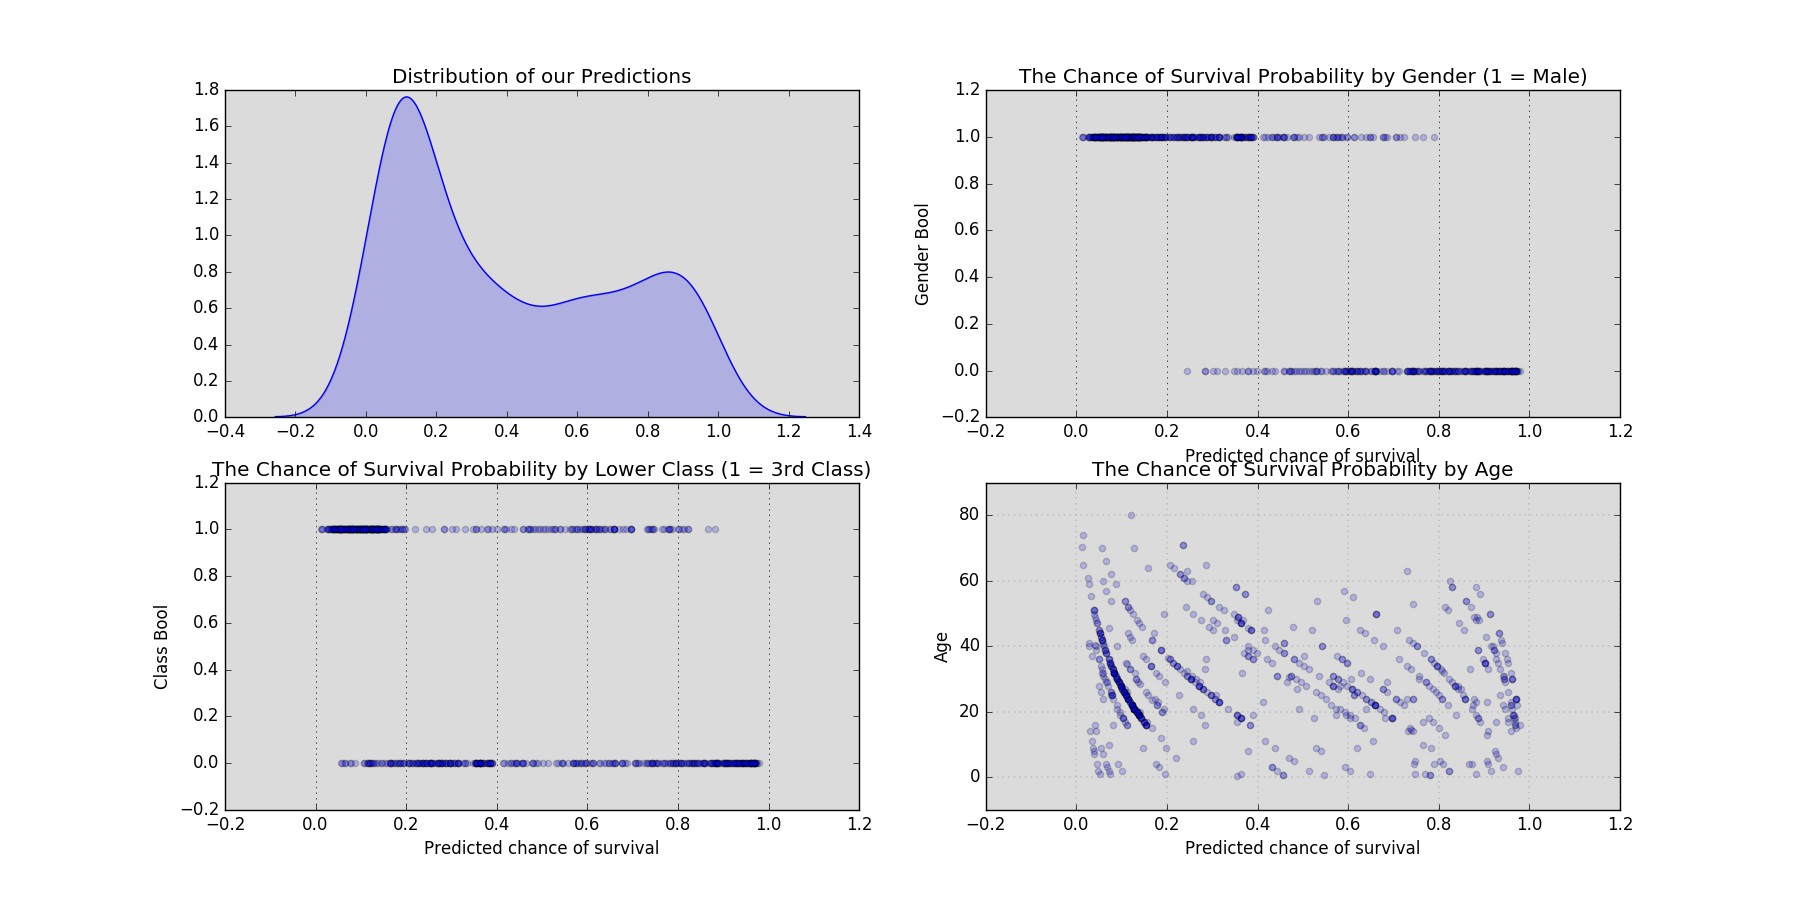 Distribution of our Predictions
1.8
1.6
1.4
1.2
1.0
0.8
0.6
0.4
0.2
0.0
−0.4 −0.2 0.0 0.2 0.4 0.6 0.8 1.0 1.2 1.4
The Chance of Survival Probability by Gender (1 = Male)
1.2
1.0
0.8
0.6
0.4
0.2
0.0
−0.2
Gender Bool
−0.2 0.0 0.2 0.4 0.6 0.8 1.0 1.2
Predicted chance of survival
The Chance of Survival Probability by Lower Class (1 = 3rd Class)
1.2
1.0
0.8
0.6
0.4
0.2
0.0
−0.2
Class Bool
−0.2 0.0 0.2 0.4 0.6 0.8 1.0 1.2
Predicted chance of survival
The Chance of Survival Probability by Age
80
60
40
20
0
Age
−0.2 0.0 0.2 0.4 0.6 0.8 1.0 1.2
Predicted chance of survival